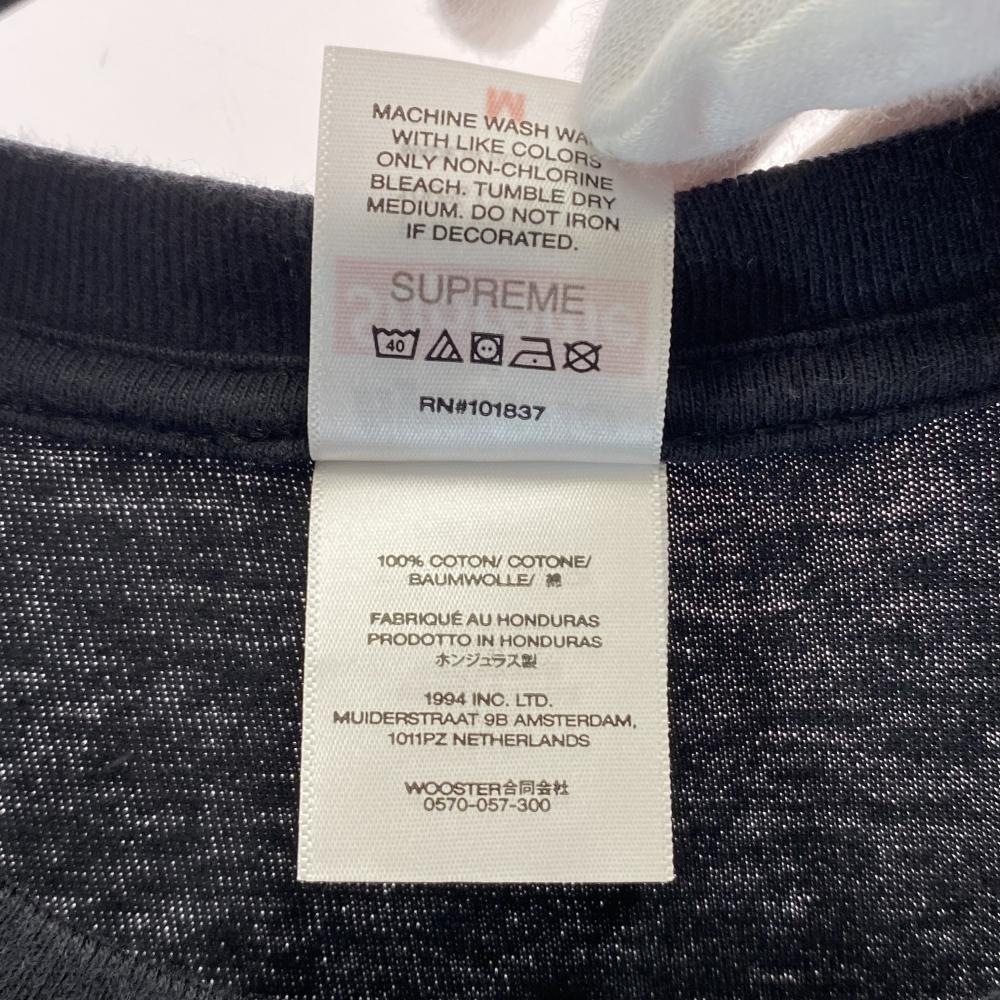 M
MACHINE WASH
WITH LIKE COLORS
ONLY NON-CHLORINE
BLEACH. TUMBLE DRY
MEDIUM. DO NOT IRON
IF DECORATED.
SUPREME
40
RN#101837
100% COTON/ COTONE/
BAUMWOLLE/ 綿
FABRIQUÉ AU HONDURAS
PRODOTTO IN HONDURAS
ホンジュラス製
1994 INC. LTD.
MUIDERSTRAAT 9B AMSTERDAM,
1011PZ NETHERLANDS
WOOSTER合同会社
0570-057-300